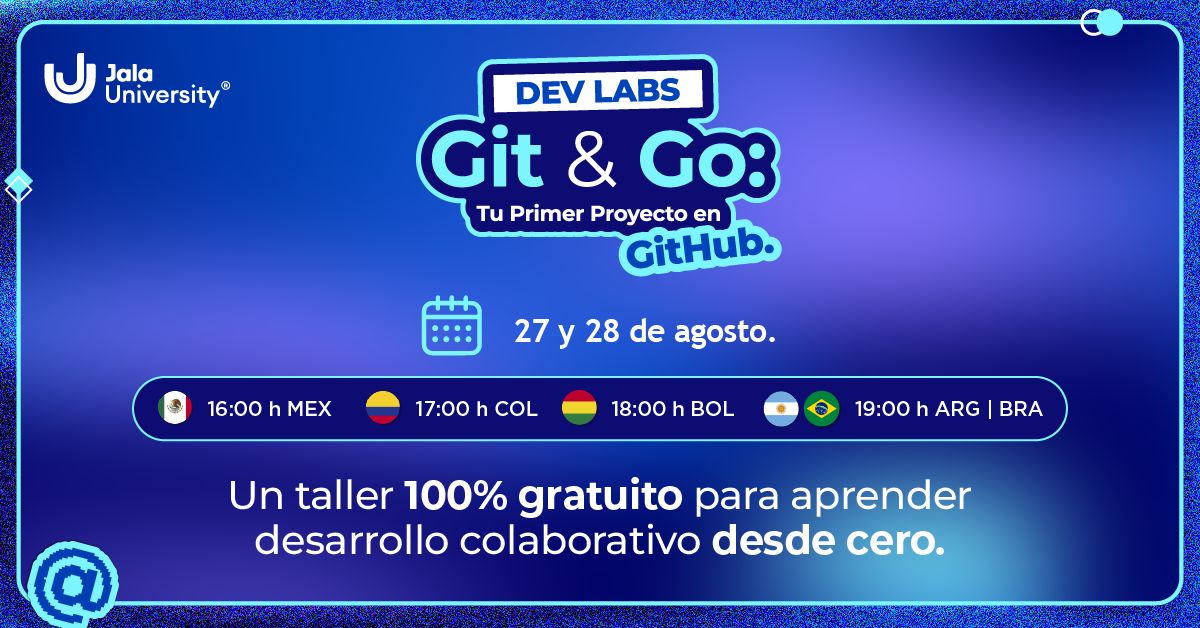 Jala
University®
DEV LABS
Git & Go:
Tu Primer Proyecto en
GitHub.
27 y 28 de agosto.
16:00 h MEX 17:00 h COL 18:00 h BOL 19:00 h ARG | BRA
Un taller 100% gratuito para aprender
desarrollo colaborativo desde cero.
@